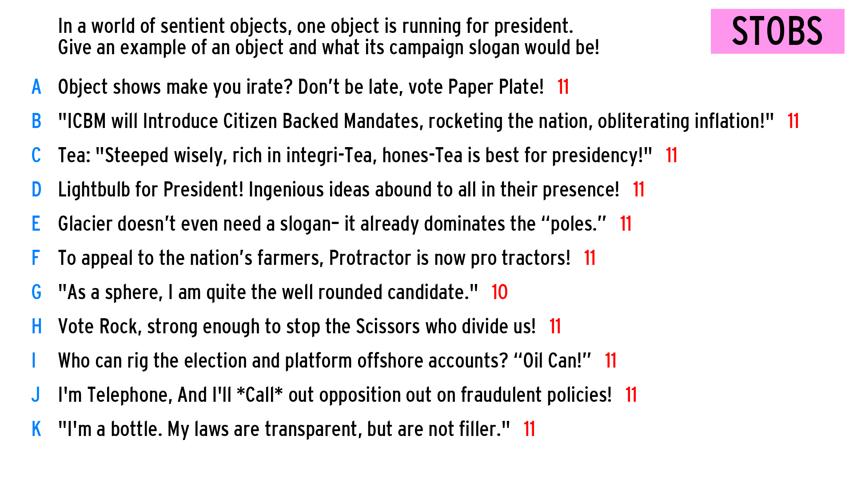 In a world of sentient objects, one object is running for president.
Give an example of an object and what its campaign slogan would be!
STOBS
A Object shows make you irate? Don't be late, vote Paper Plate! 11
B "ICBM will Introduce Citizen Backed Mandates, rocketing the nation, obliterating inflation!" 11
C Tea: "Steeped wisely, rich in integri-Tea, hones-Tea is best for presidency!" 11
D Lightbulb for President! Ingenious ideas abound to all in their presence! 11
E Glacier doesn't even need a slogan– it already dominates the “poles.” 11
F To appeal to the nation's farmers, Protractor is now pro tractors! 11
G "As a sphere, I am quite the well rounded candidate." 10
H Vote Rock, strong enough to stop the Scissors who divide us! 11
I Who can rig the election and platform offshore accounts? “Oil Can!” 11
J I'm Telephone, And I'll *Call* out opposition out on fraudulent policies! 11
K "I'm a bottle. My laws are transparent, but are not filler." 11